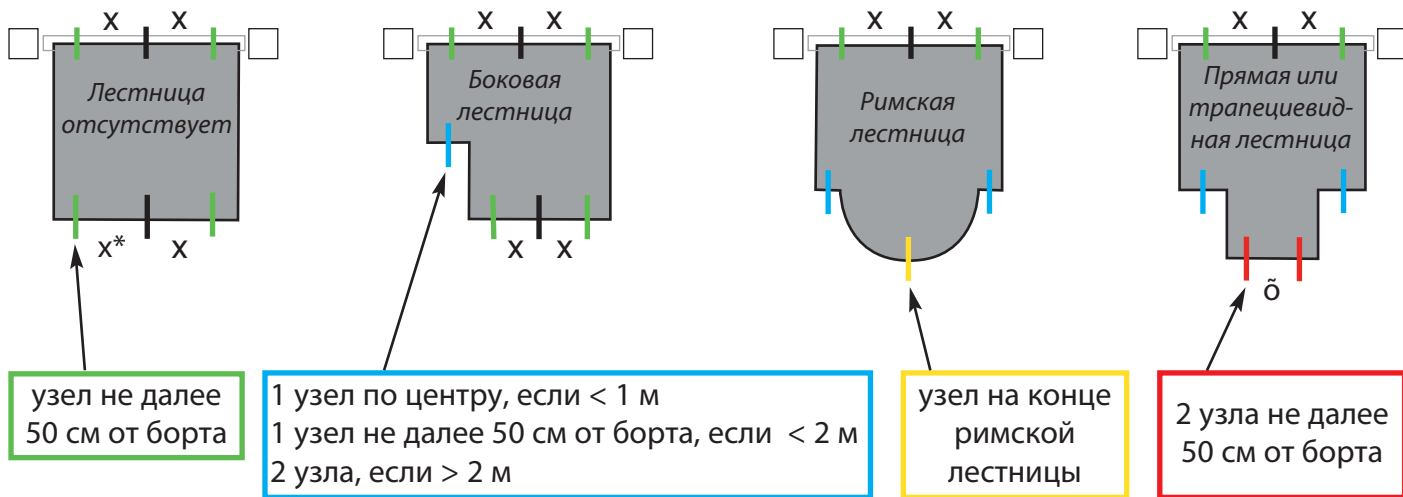 x x
Лестница
отсутствует
x* x
x x
Боковая
лестница
x x
x x
Римская
лестница
x x
Прямая или
трапециевид-
ная лестница
õ
узел не далее
50 см от борта
1 узел по центру, если < 1 м
1 узел не далее 50 см от борта, если < 2 м
2 узла, если > 2 м
узел на конце
римской
лестницы
2 узла не далее
50 см от борта